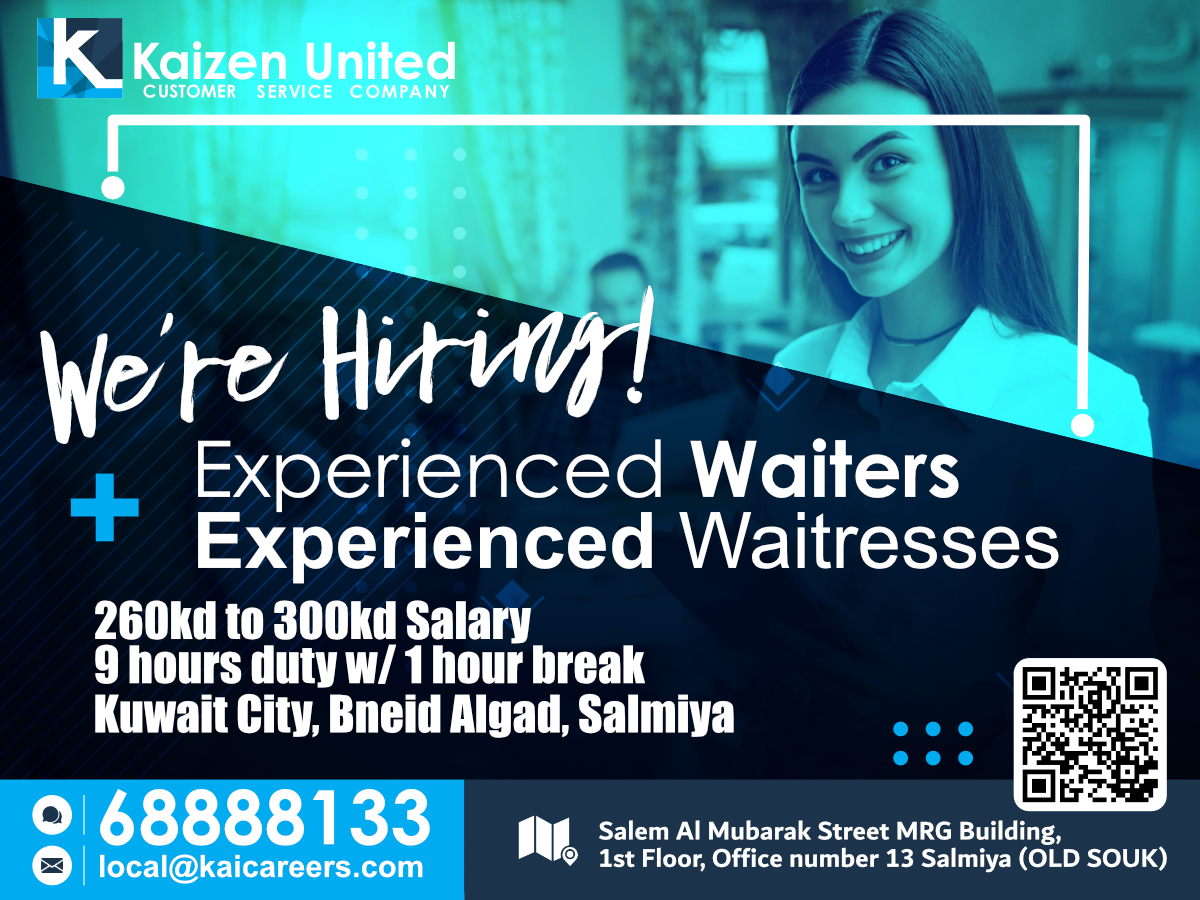 K
Kaizen United
CUSTOMER SERVICE COMPANY
We're Hiring!
Experienced Waiters
Experienced Waitresses
260kd to 300kd Salary
9 hours duty w/ 1 hour break
Kuwait City, Bneid Algad, Salmiya
68888133
local@kaicareers.com
Salem Al Mubarak Street MRG Building,
1st Floor, Office number 13 Salmiya (OLD SOUK)